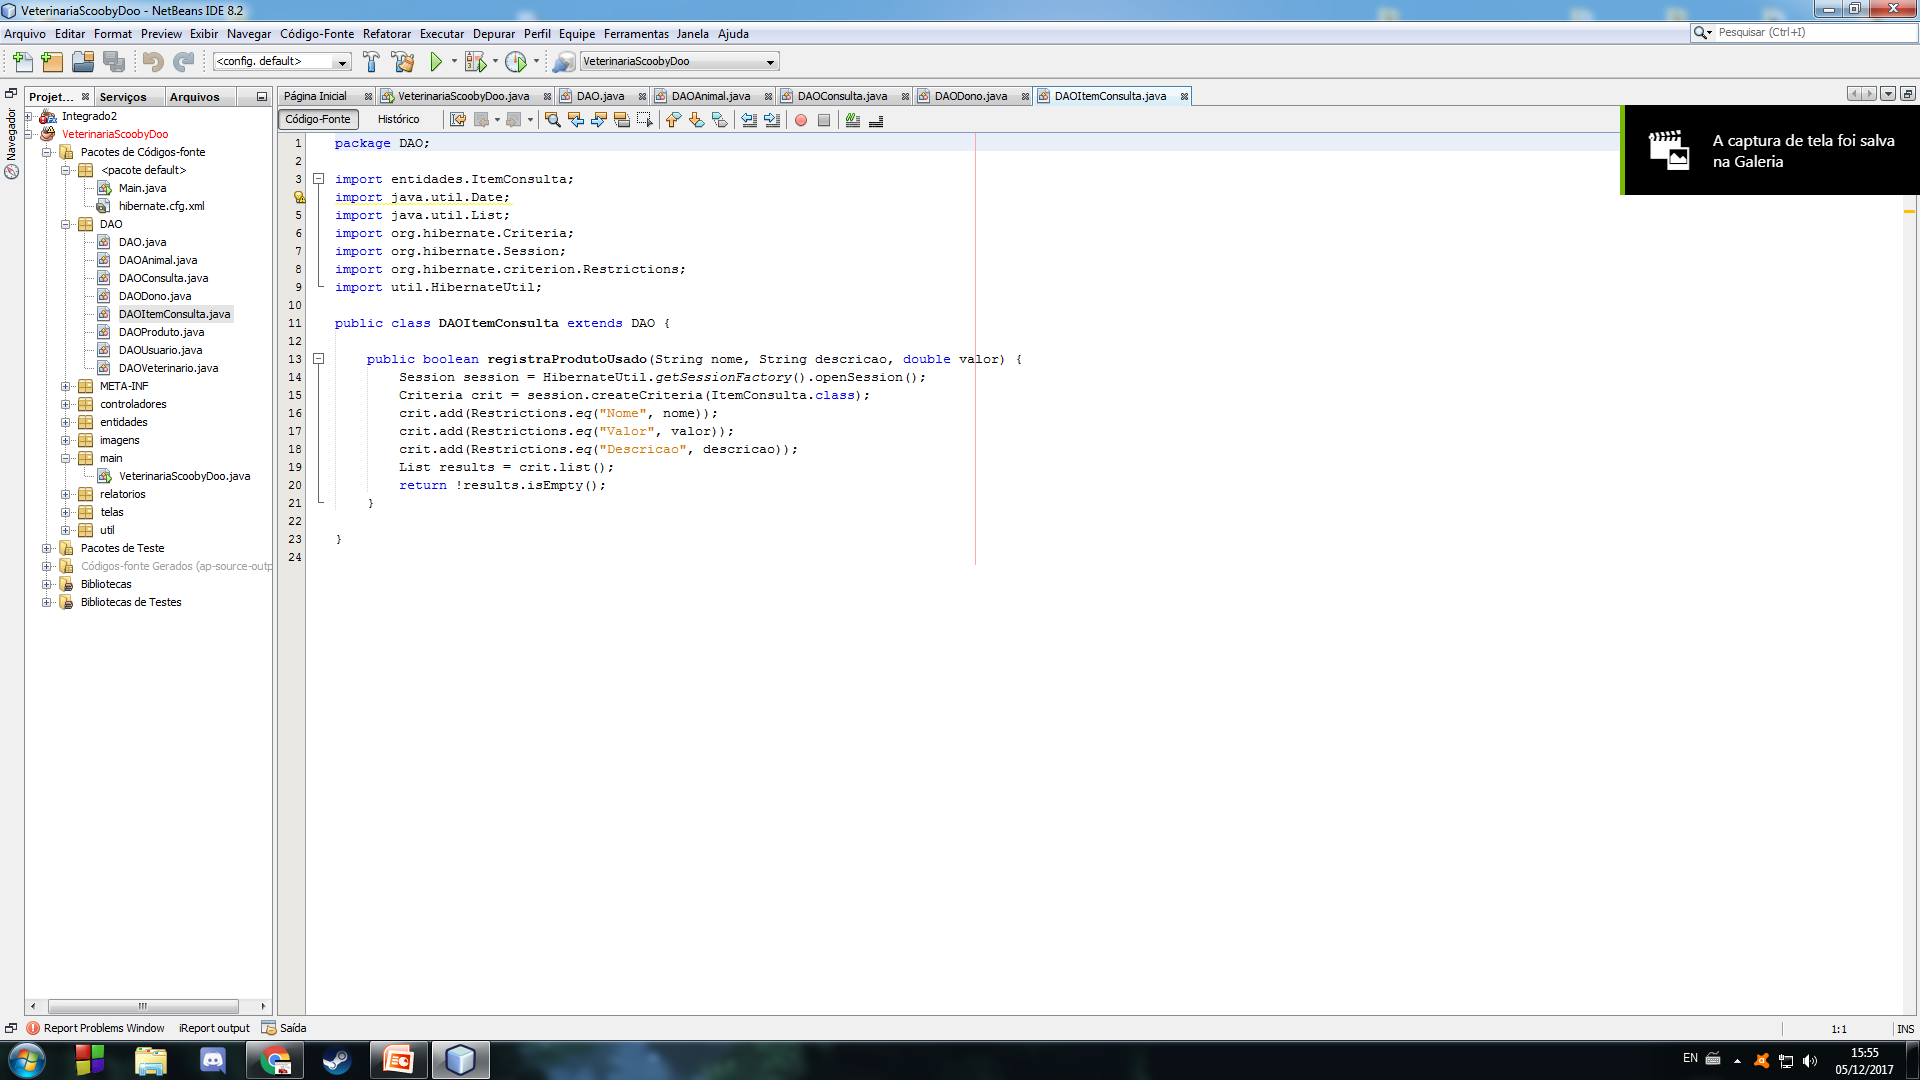 VeterinariaScoobyDoo - NetBeans IDE 8.2
Arquivo Editar Format Preview Exibir Navegar Código-Fonte Refatorar Executar Depurar Perfil Equipe Ferramentas Janela Ajuda
Pesquisar (Ctrl+I)
<config. default>
VeterinariaScoobyDoo
Projet... Serviços Arquivos
Página Inicial VeterinariaScoobyDoo.java DAO.java DAOAnimal.java DAOConsulta.java DAODono.java DAOItemConsulta.java
Código-Fonte Histórico
Navegador
Integrado2
VeterinariaScoobyDoo
Pacotes de Códigos-fonte
<pacote default>
Main.java
hibernate.cfg.xml
DAO
DAO.java
DAOAnimal.java
DAOConsulta.java
DAODono.java
DAOItemConsulta.java
DAOProduto.java
DAOUsuario.java
DAOVeterinario.java
META-INF
controladores
entidades
imagens
main
VeterinariaScoobyDoo.java
relatorios
telas
util
Pacotes de Teste
Códigos-fonte Gerados (ap-source-outp
Bibliotecas
Bibliotecas de Testes
1 package DAO;
2
3 import entidades.ItemConsulta;
import java.util.Date;
5 import java.util.List;
6 import org.hibernate.Criteria;
7 import org.hibernate.Session;
8 import org.hibernate.criterion.Restrictions;
9 import util.HibernateUtil;
10
11 public class DAOItemConsulta extends DAO {
12
13 public boolean registraProdutoUsado(String nome, String descricao, double valor) {
14 Session session = HibernateUtil.getSessionFactory().openSession();
15 Criteria crit = session.createCriteria(ItemConsulta.class);
16 crit.add(Restrictions.eq("Nome", nome));
17 crit.add(Restrictions.eq("Valor", valor));
18 crit.add(Restrictions.eq("Descricao", descricao));
19 List results = crit.list();
20 return !results.isEmpty();
21 }
22
23 }
24
A captura de tela foi salva
na Galeria
Report Problems Window iReport output Saída
1:1 INS
EN
15:55
05/12/2017